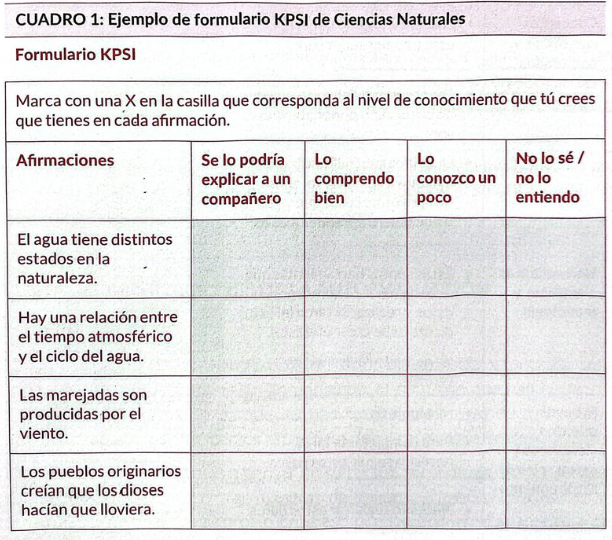 CUADRO 1: Ejemplo de formulario KPSI de Ciencias Naturales
Formulario KPSI
Marca con una X en la casilla que corresponda al nivel de conocimiento que tú crees
que tienes en cada afirmación.
Afirmaciones
Se lo podría
explicar a un
compañero
Lo
comprendo
bien
Lo
conozco un
poco
No lo sé /
no lo
entiendo
El agua tiene distintos
estados en la
naturaleza.
Hay una relación entre
el tiempo atmosférico
y el ciclo del agua.
Las marejadas son
producidas por el
viento.
Los pueblos originarios
creían que los dioses
hacían que lloviera.